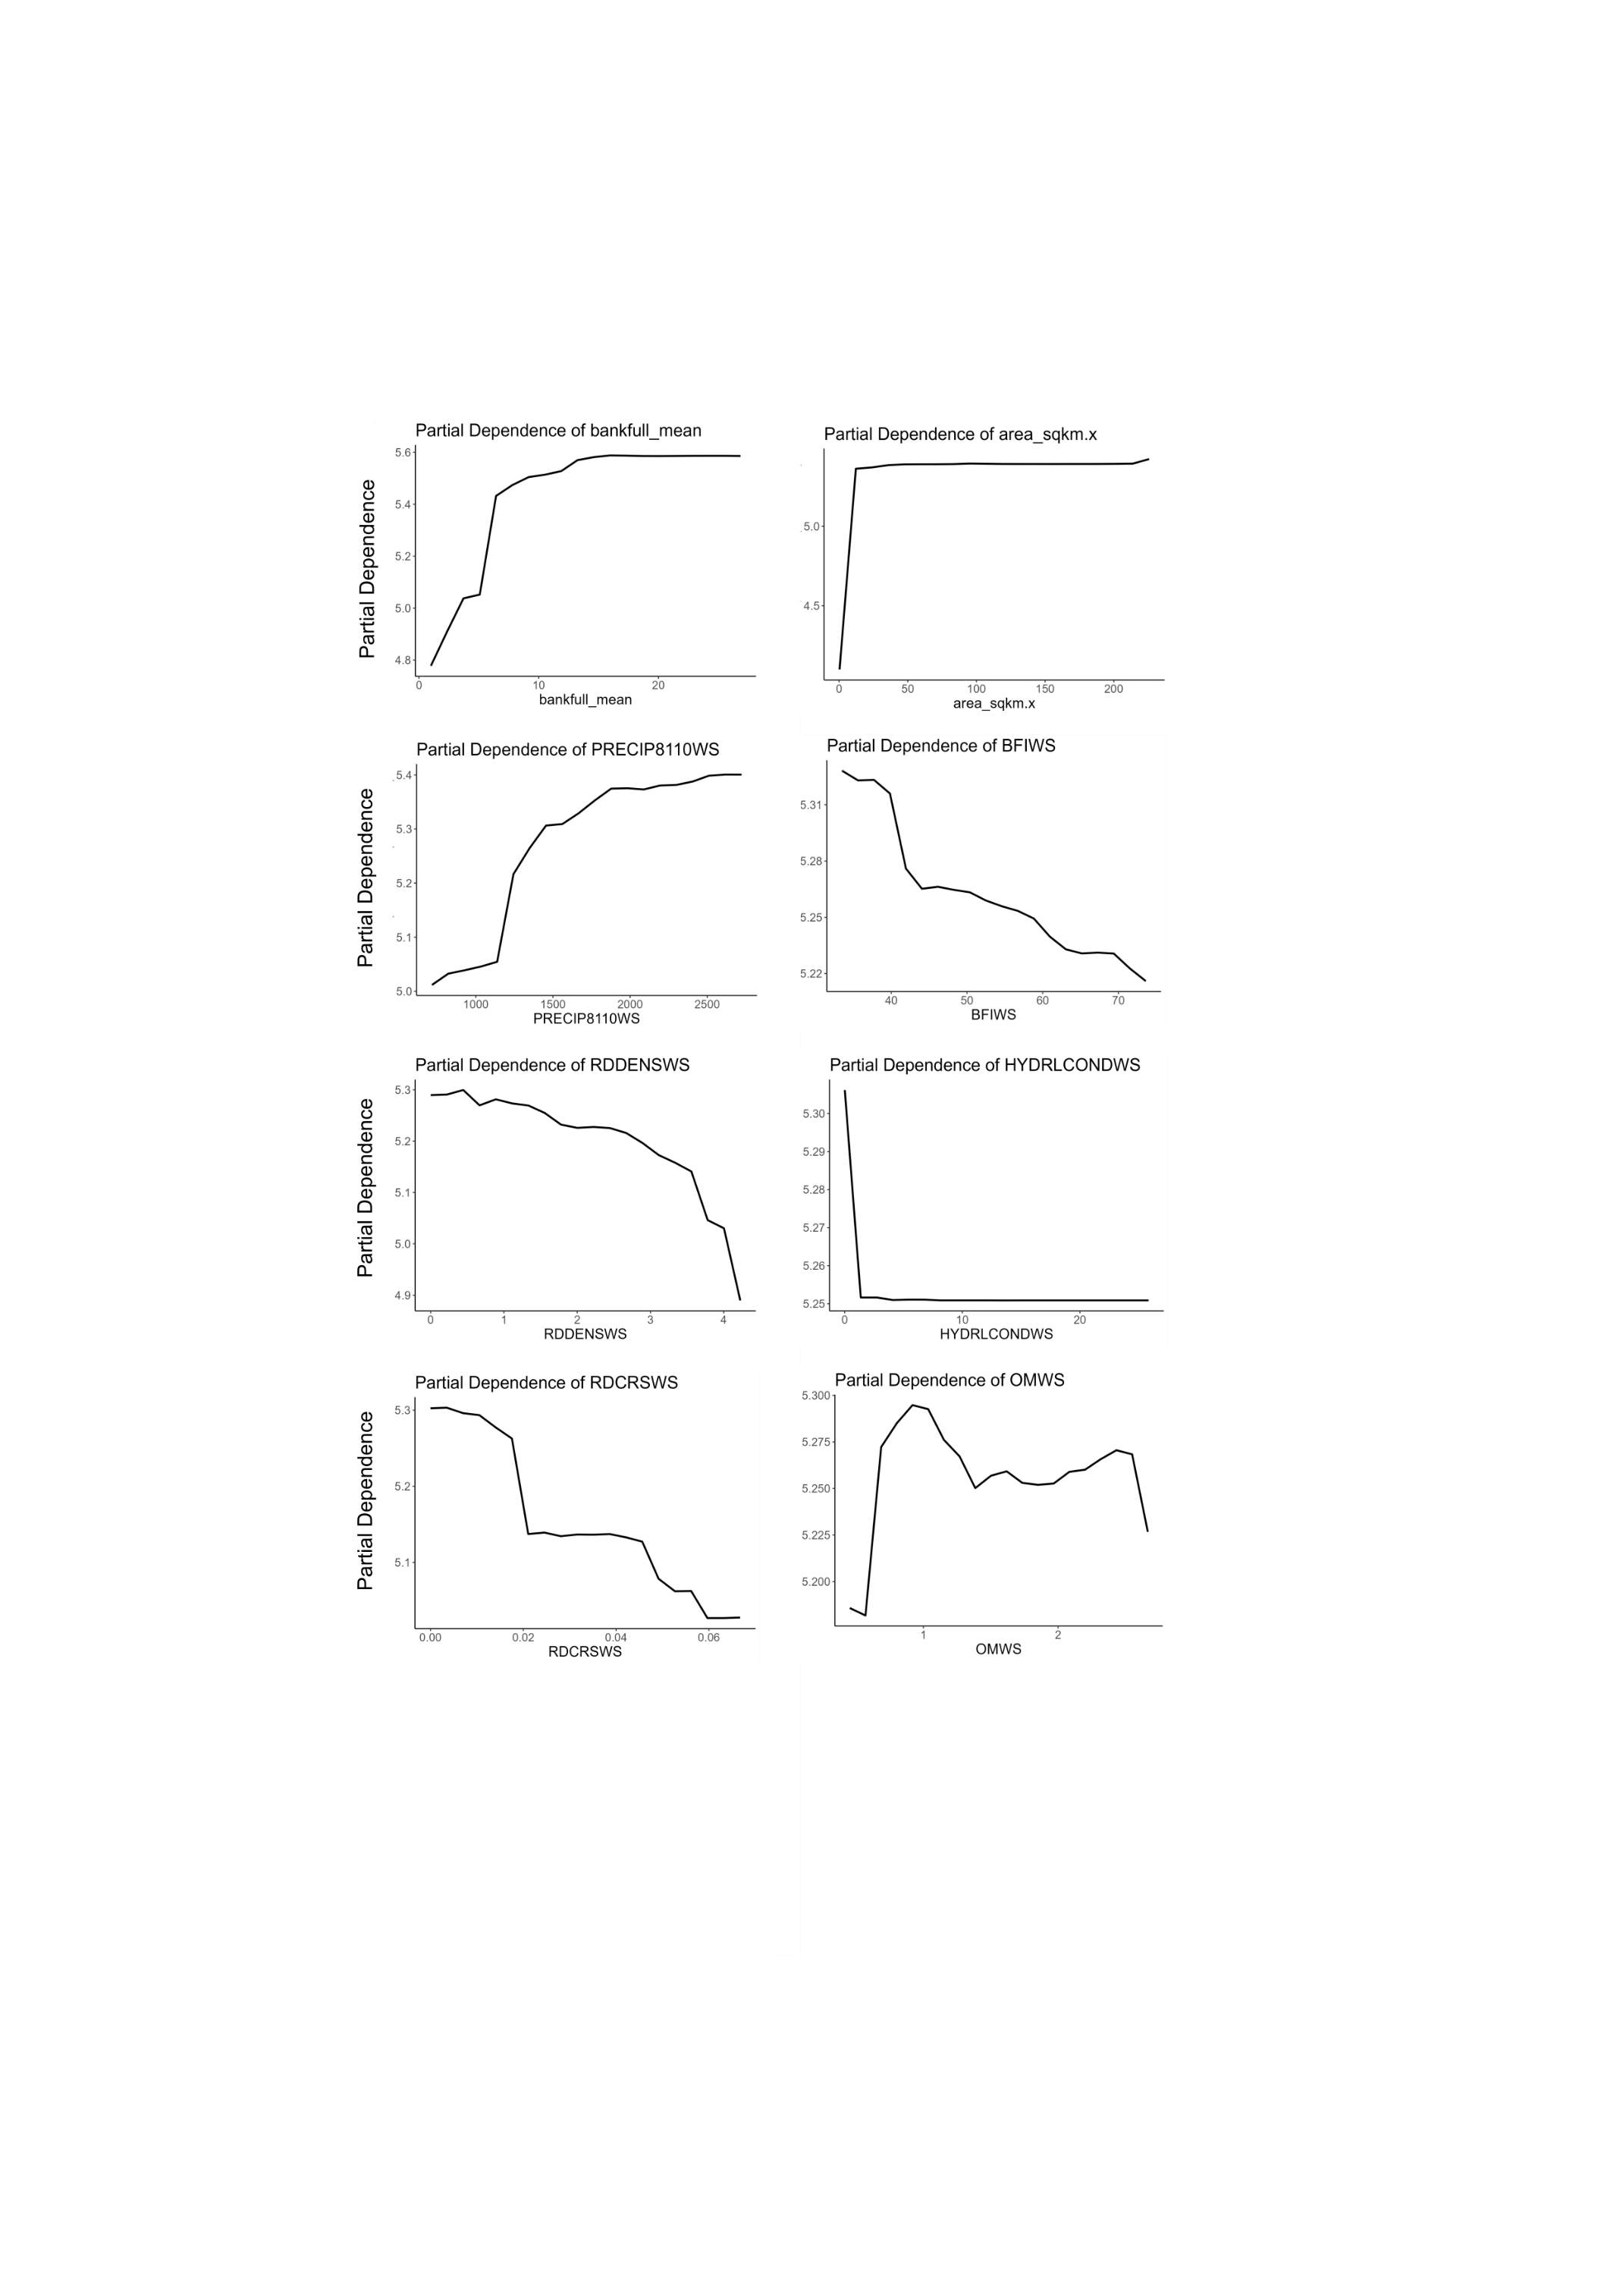 Partial Dependence of bankfull_mean
Partial Dependence
5.6
5.4
5.2
5.0
4.8
0 10 20
bankfull_mean
Partial Dependence of area_sqkm.x
5.0
4.5
0 50 100 150 200
area_sqkm.x
Partial Dependence of PRECIP8110WS
Partial Dependence
5.4
5.3
5.2
5.1
5.0
1000 1500 2000 2500
PRECIP8110WS
Partial Dependence of BFIWS
5.31
5.28
5.25
5.22
40 50 60 70
BFIWS
Partial Dependence of RDDENSWS
Partial Dependence
5.3
5.2
5.1
5.0
4.9
0 1 2 3 4
RDDENSWS
Partial Dependence of HYDRLCONDWS
5.30
5.29
5.28
5.27
5.26
5.25
0 10 20
HYDRLCONDWS
Partial Dependence of RDCRSWS
Partial Dependence
5.3
5.2
5.1
0.00 0.02 0.04 0.06
RDCRSWS
Partial Dependence of OMWS
5.300
5.275
5.250
5.225
5.200
1 2
OMWS